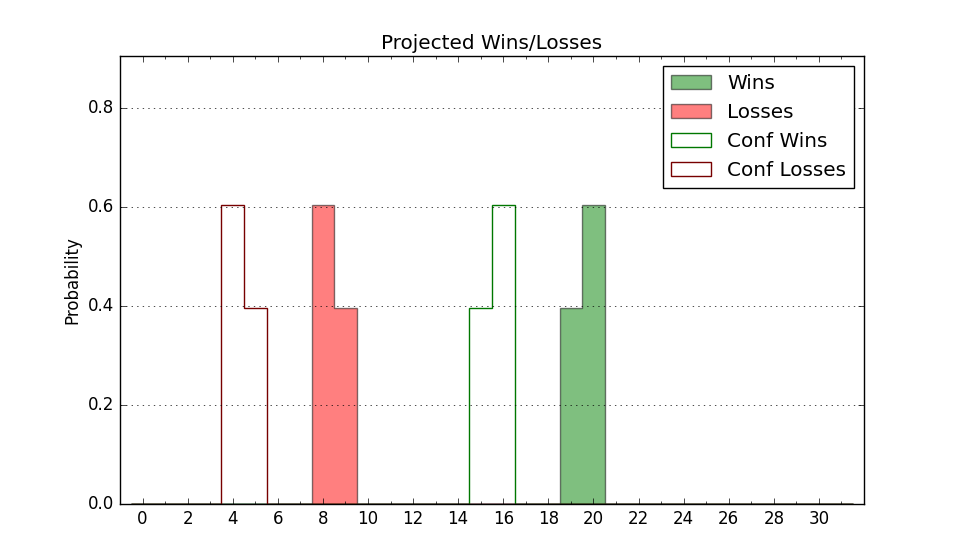 Projected Wins/Losses
Wins
Losses
Conf Wins
Conf Losses
Probability
0.8
0.6
0.4
0.2
0.0
0 2 4 6 8 10 12 14 16 18 20 22 24 26 28 30